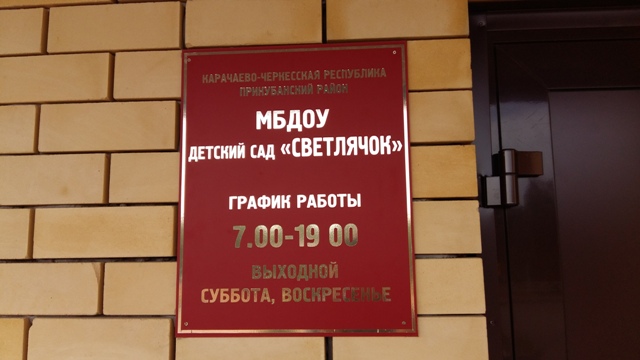 КАРАЧАЕВО-ЧЕРКЕССКАЯ РЕСПУБЛИКА
ПРИКУБАНСКИЙ РАЙОН
МБДОУ
ДЕТСКИЙ САД «СВЕТЛЯЧОК»
ГРАФИК РАБОТЫ
7.00-19 00
ВЫХОДНОЙ
СУББОТА, ВОСКРЕСЕНЬЕ